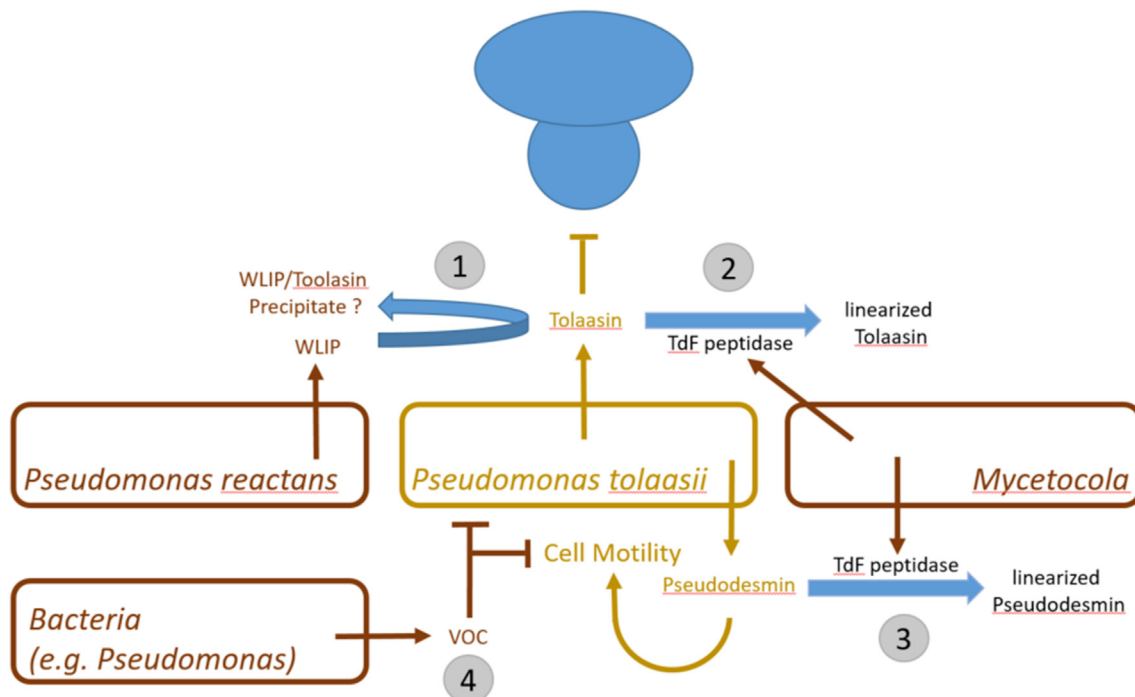 1
2
WLIP/Toolasin
Precipitate ?
WLIP
Tolaasin
TdF peptidase
linearized
Tolaasin
Pseudomonas reactans
Pseudomonas tolaasii
Mycetocola
Cell Motility
Pseudodesmin
TdF peptidase
linearized
Pseudodesmin
3
Bacteria
(e.g. Pseudomonas)
VOC
4